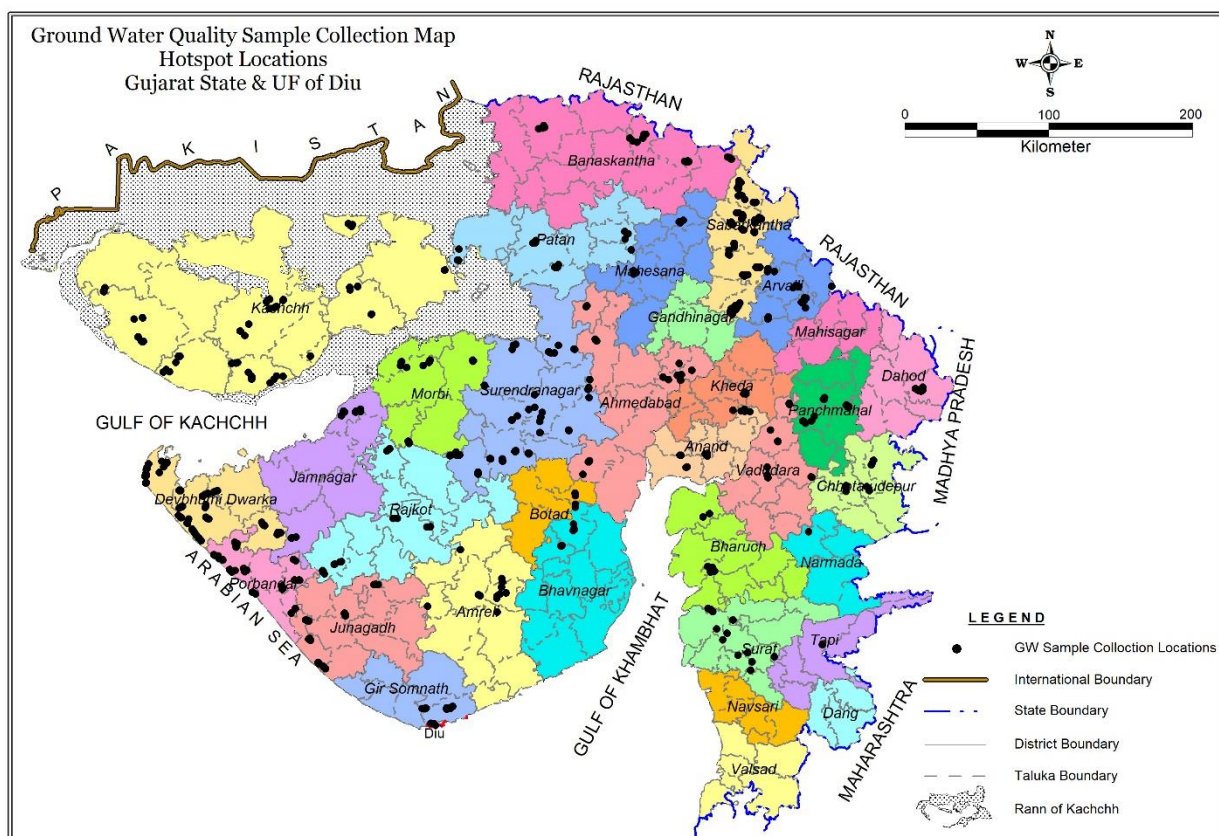 Ground Water Quality Sample Collection Map
Hotspot Locations
Gujarat State & UF of Diu
N
W E
S
0 100 200
Kilometer
PAKISTAN
RAJASTHAN
Banaskantha
Patan
Mahesana
Sabarkantha
Arvalli
RAJASTHAN
Kachchh
Gandhinagar
Mahisagar
Dahod
MADHYA PRADESH
Morbi
Surendranagar
Ahmedabad
Kheda
Panchmahal
GULF OF KACHCHH
Anand
Vadodara
Chhotaudepur
Jamnagar
Devbhumi Dwarka
Rajkot
Botad
Bharuch
Narmada
ARABIAN SEA
Porbandar
Bhavnagar
Junagadh
Amreli
GULF OF KHAMBHAT
Surat
Tapi
Gir Somnath
Diu
Navsari
Dang
MAHARASHTRA
Valsad
LEGEND
GW Sample Colloction Locations
International Boundary
State Boundary
District Boundary
Taluka Boundary
Rann of Kachchh